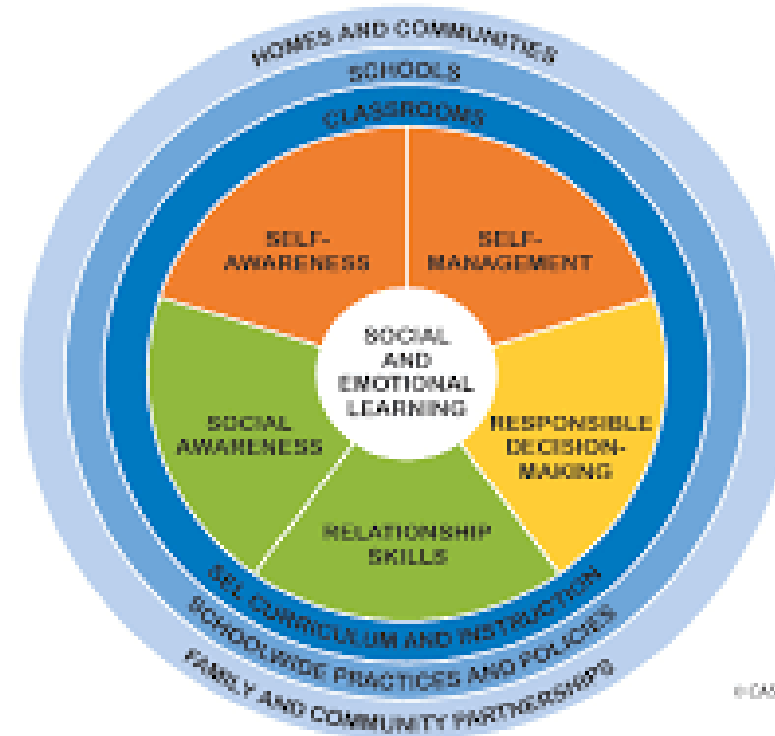 HOMES AND COMMUNITIES
SCHOOLS
CLASSROOMS
SELF-
AWARENESS
SELF-
MANAGEMENT
SOCIAL
AND
EMOTIONAL
LEARNING
SOCIAL
AWARENESS
RESPONSIBLE
DECISION-
MAKING
RELATIONSHIP
SKILLS
SEL CURRICULUM AND INSTRUCTION
SCHOOLWIDE PRACTICES AND POLICIES
FAMILY AND COMMUNITY PARTNERSHIPS